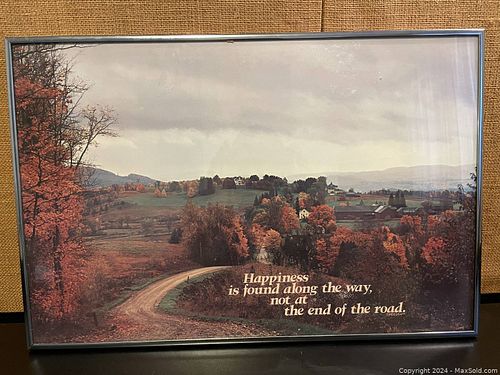 Happiness
is found along the way,
not at
the end of the road.
Copyright © 2024 - MaxSold.com